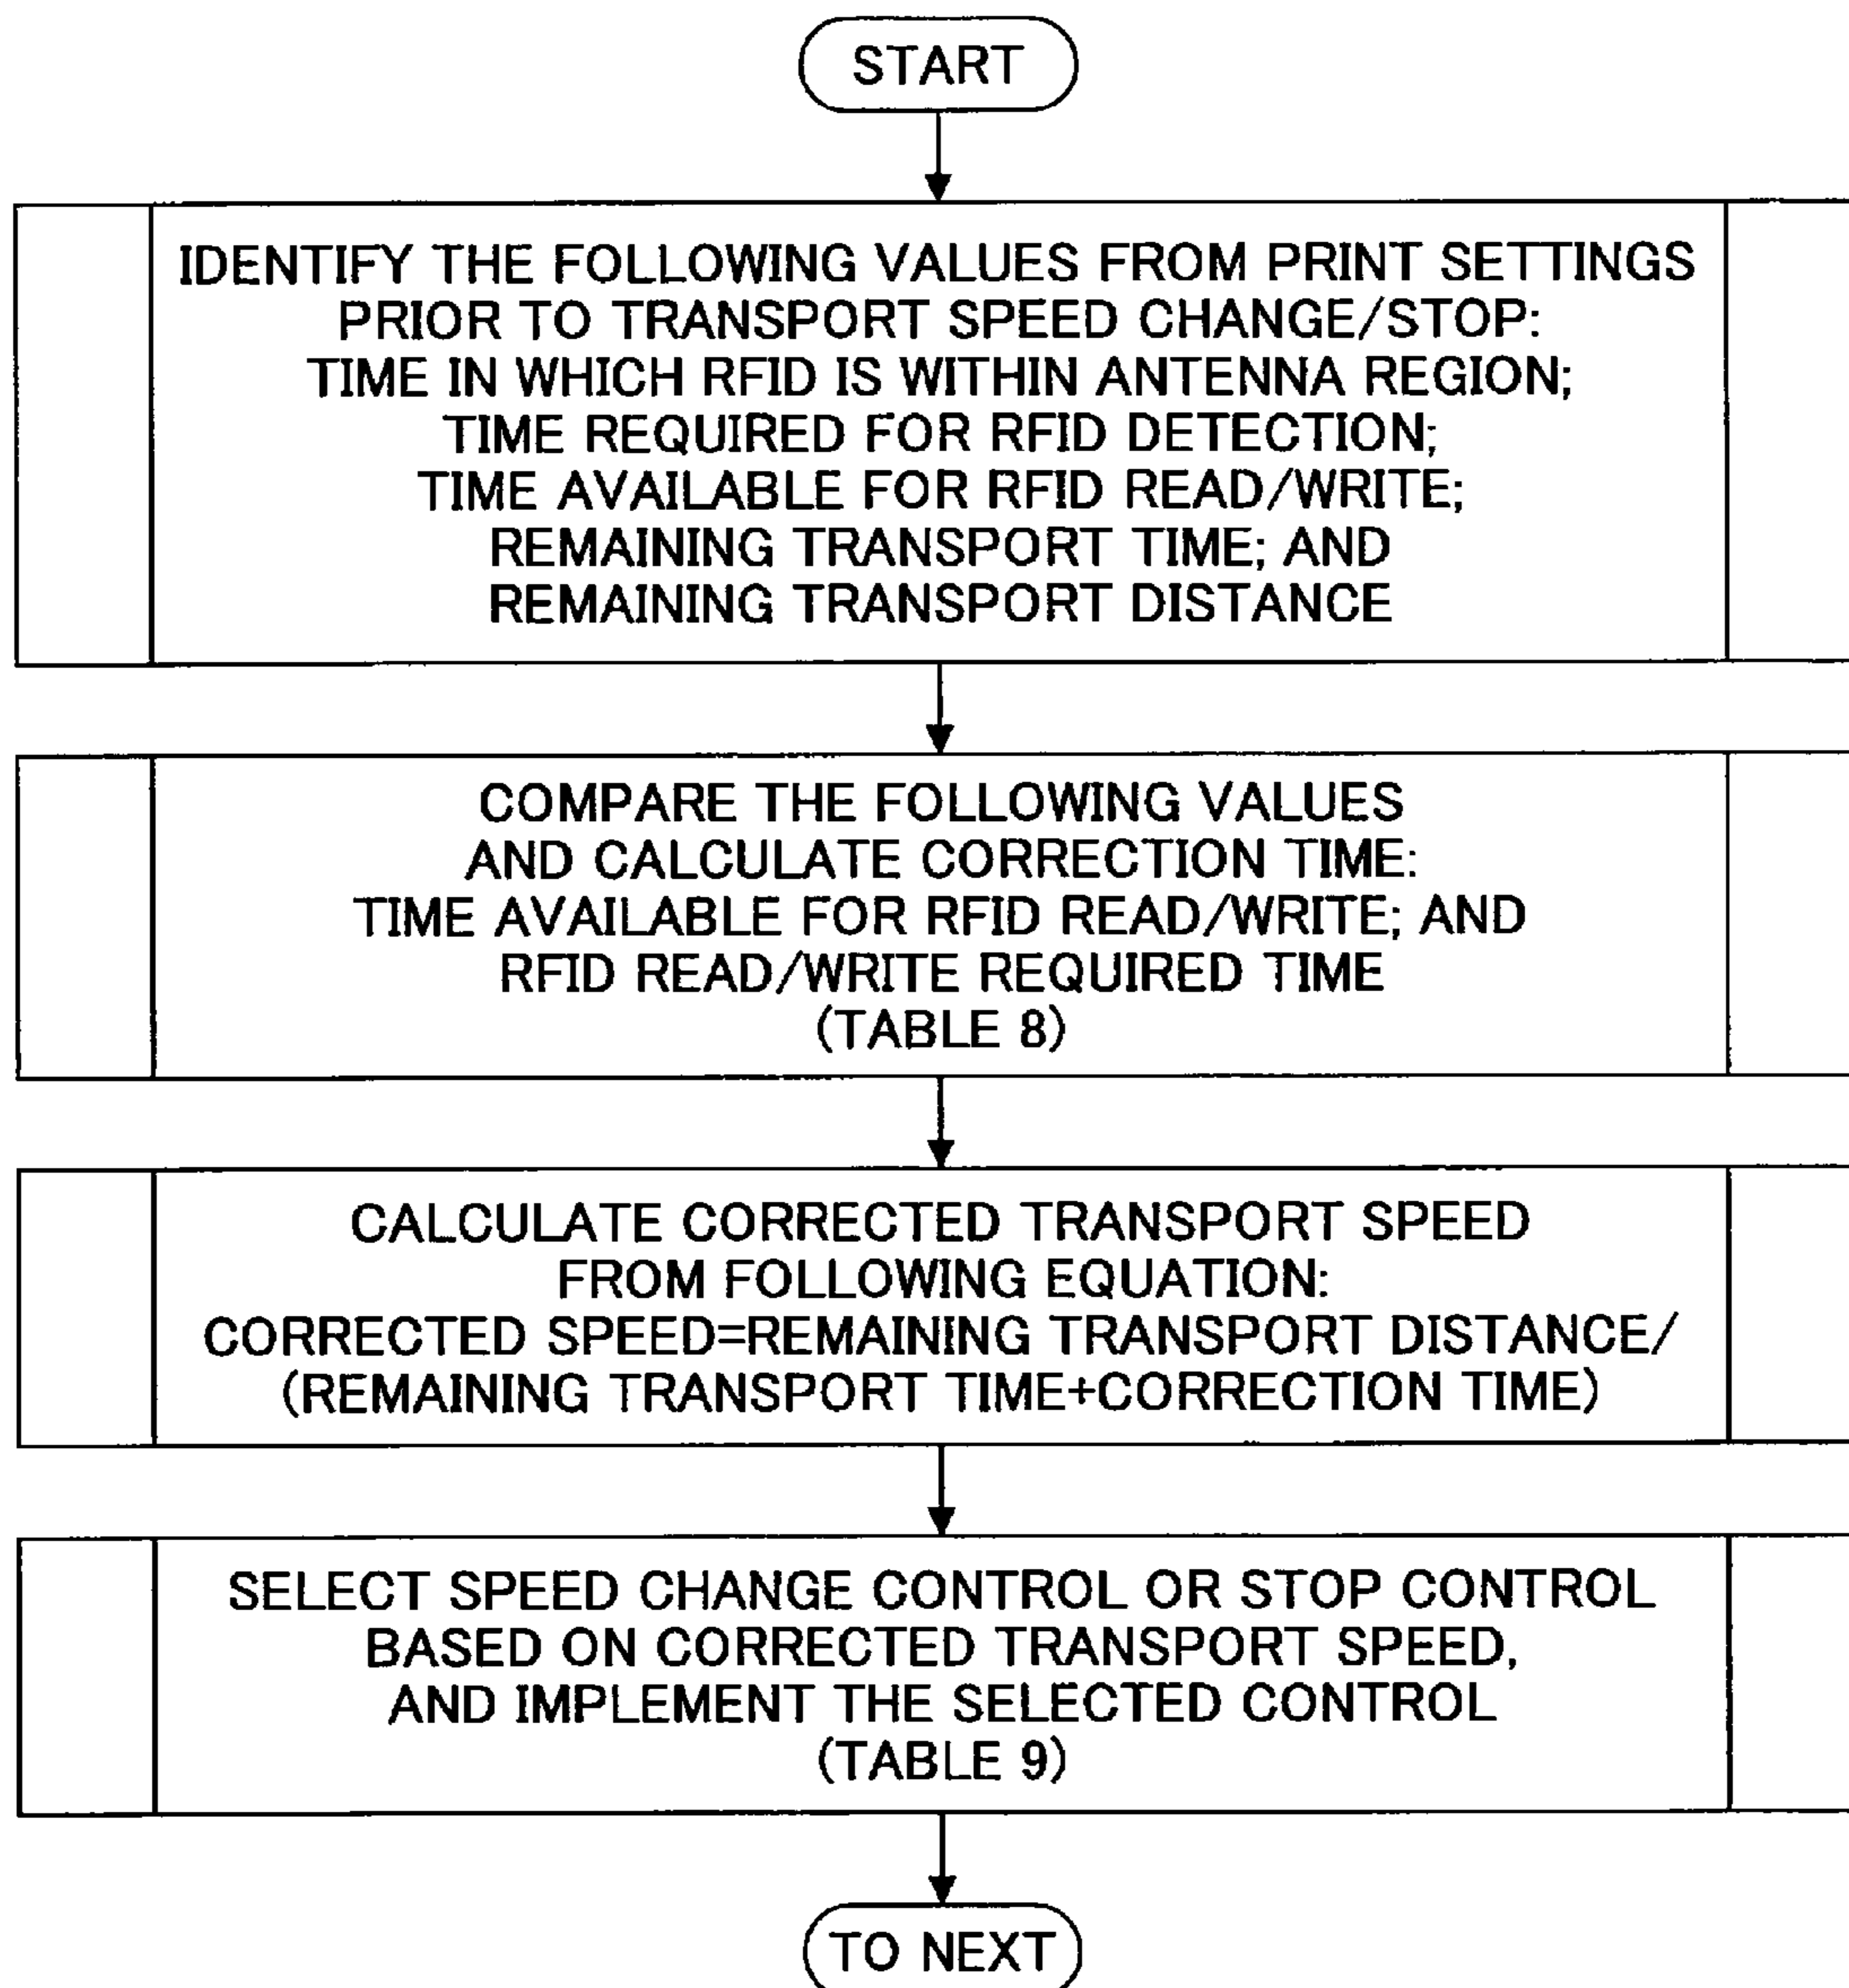 START
IDENTIFY THE FOLLOWING VALUES FROM PRINT SETTINGS
PRIOR TO TRANSPORT SPEED CHANGE/STOP:
TIME IN WHICH RFID IS WITHIN ANTENNA REGION;
TIME REQUIRED FOR RFID DETECTION;
TIME AVAILABLE FOR RFID READ/WRITE;
REMAINING TRANSPORT TIME; AND
REMAINING TRANSPORT DISTANCE
COMPARE THE FOLLOWING VALUES
AND CALCULATE CORRECTION TIME:
TIME AVAILABLE FOR RFID READ/WRITE; AND
RFID READ/WRITE REQUIRED TIME
(TABLE 8)
CALCULATE CORRECTED TRANSPORT SPEED
FROM FOLLOWING EQUATION:
CORRECTED SPEED=REMAINING TRANSPORT DISTANCE/
(REMAINING TRANSPORT TIME+CORRECTION TIME)
SELECT SPEED CHANGE CONTROL OR STOP CONTROL
BASED ON CORRECTED TRANSPORT SPEED,
AND IMPLEMENT THE SELECTED CONTROL
(TABLE 9)
TO NEXT